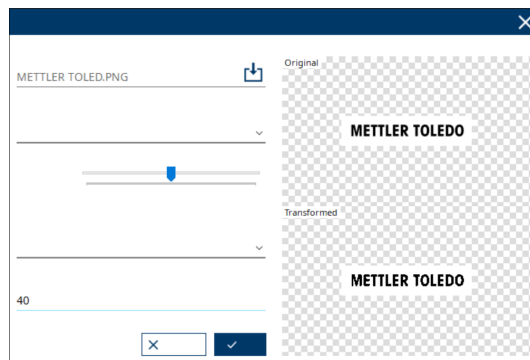 METTLER TOLED.PNG
40
Original
METTLER TOLEDO
Transformed
METTLER TOLEDO